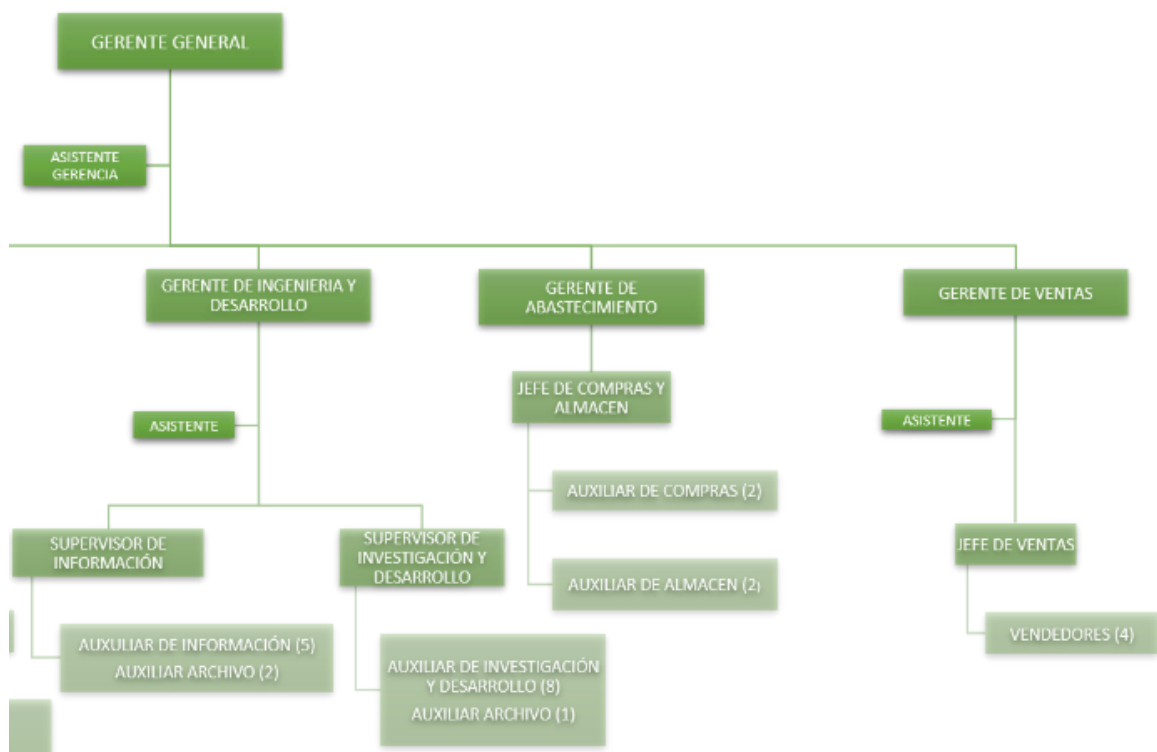 GERENTE GENERAL
ASISTENTE
GERENCIA
GERENTE DE INGENIERIA Y
DESARROLLO
GERENTE DE
ABASTECIMIENTO
GERENTE DE VENTAS
JEFE DE COMPRAS Y
ALMACEN
ASISTENTE
ASISTENTE
AUXILIAR DE COMPRAS (2)
SUPERVISOR DE
INFORMACIÓN
SUPERVISOR DE
INVESTIGACIÓN Y
DESARROLLO
JEFE DE VENTAS
AUXILIAR DE ALMACEN (2)
AUXULIAR DE INFORMACIÓN (5)
AUXILIAR ARCHIVO (2)
AUXILIAR DE INVESTIGACIÓN
Y DESARROLLO (8)
AUXILIAR ARCHIVO (1)
VENDEDORES (4)